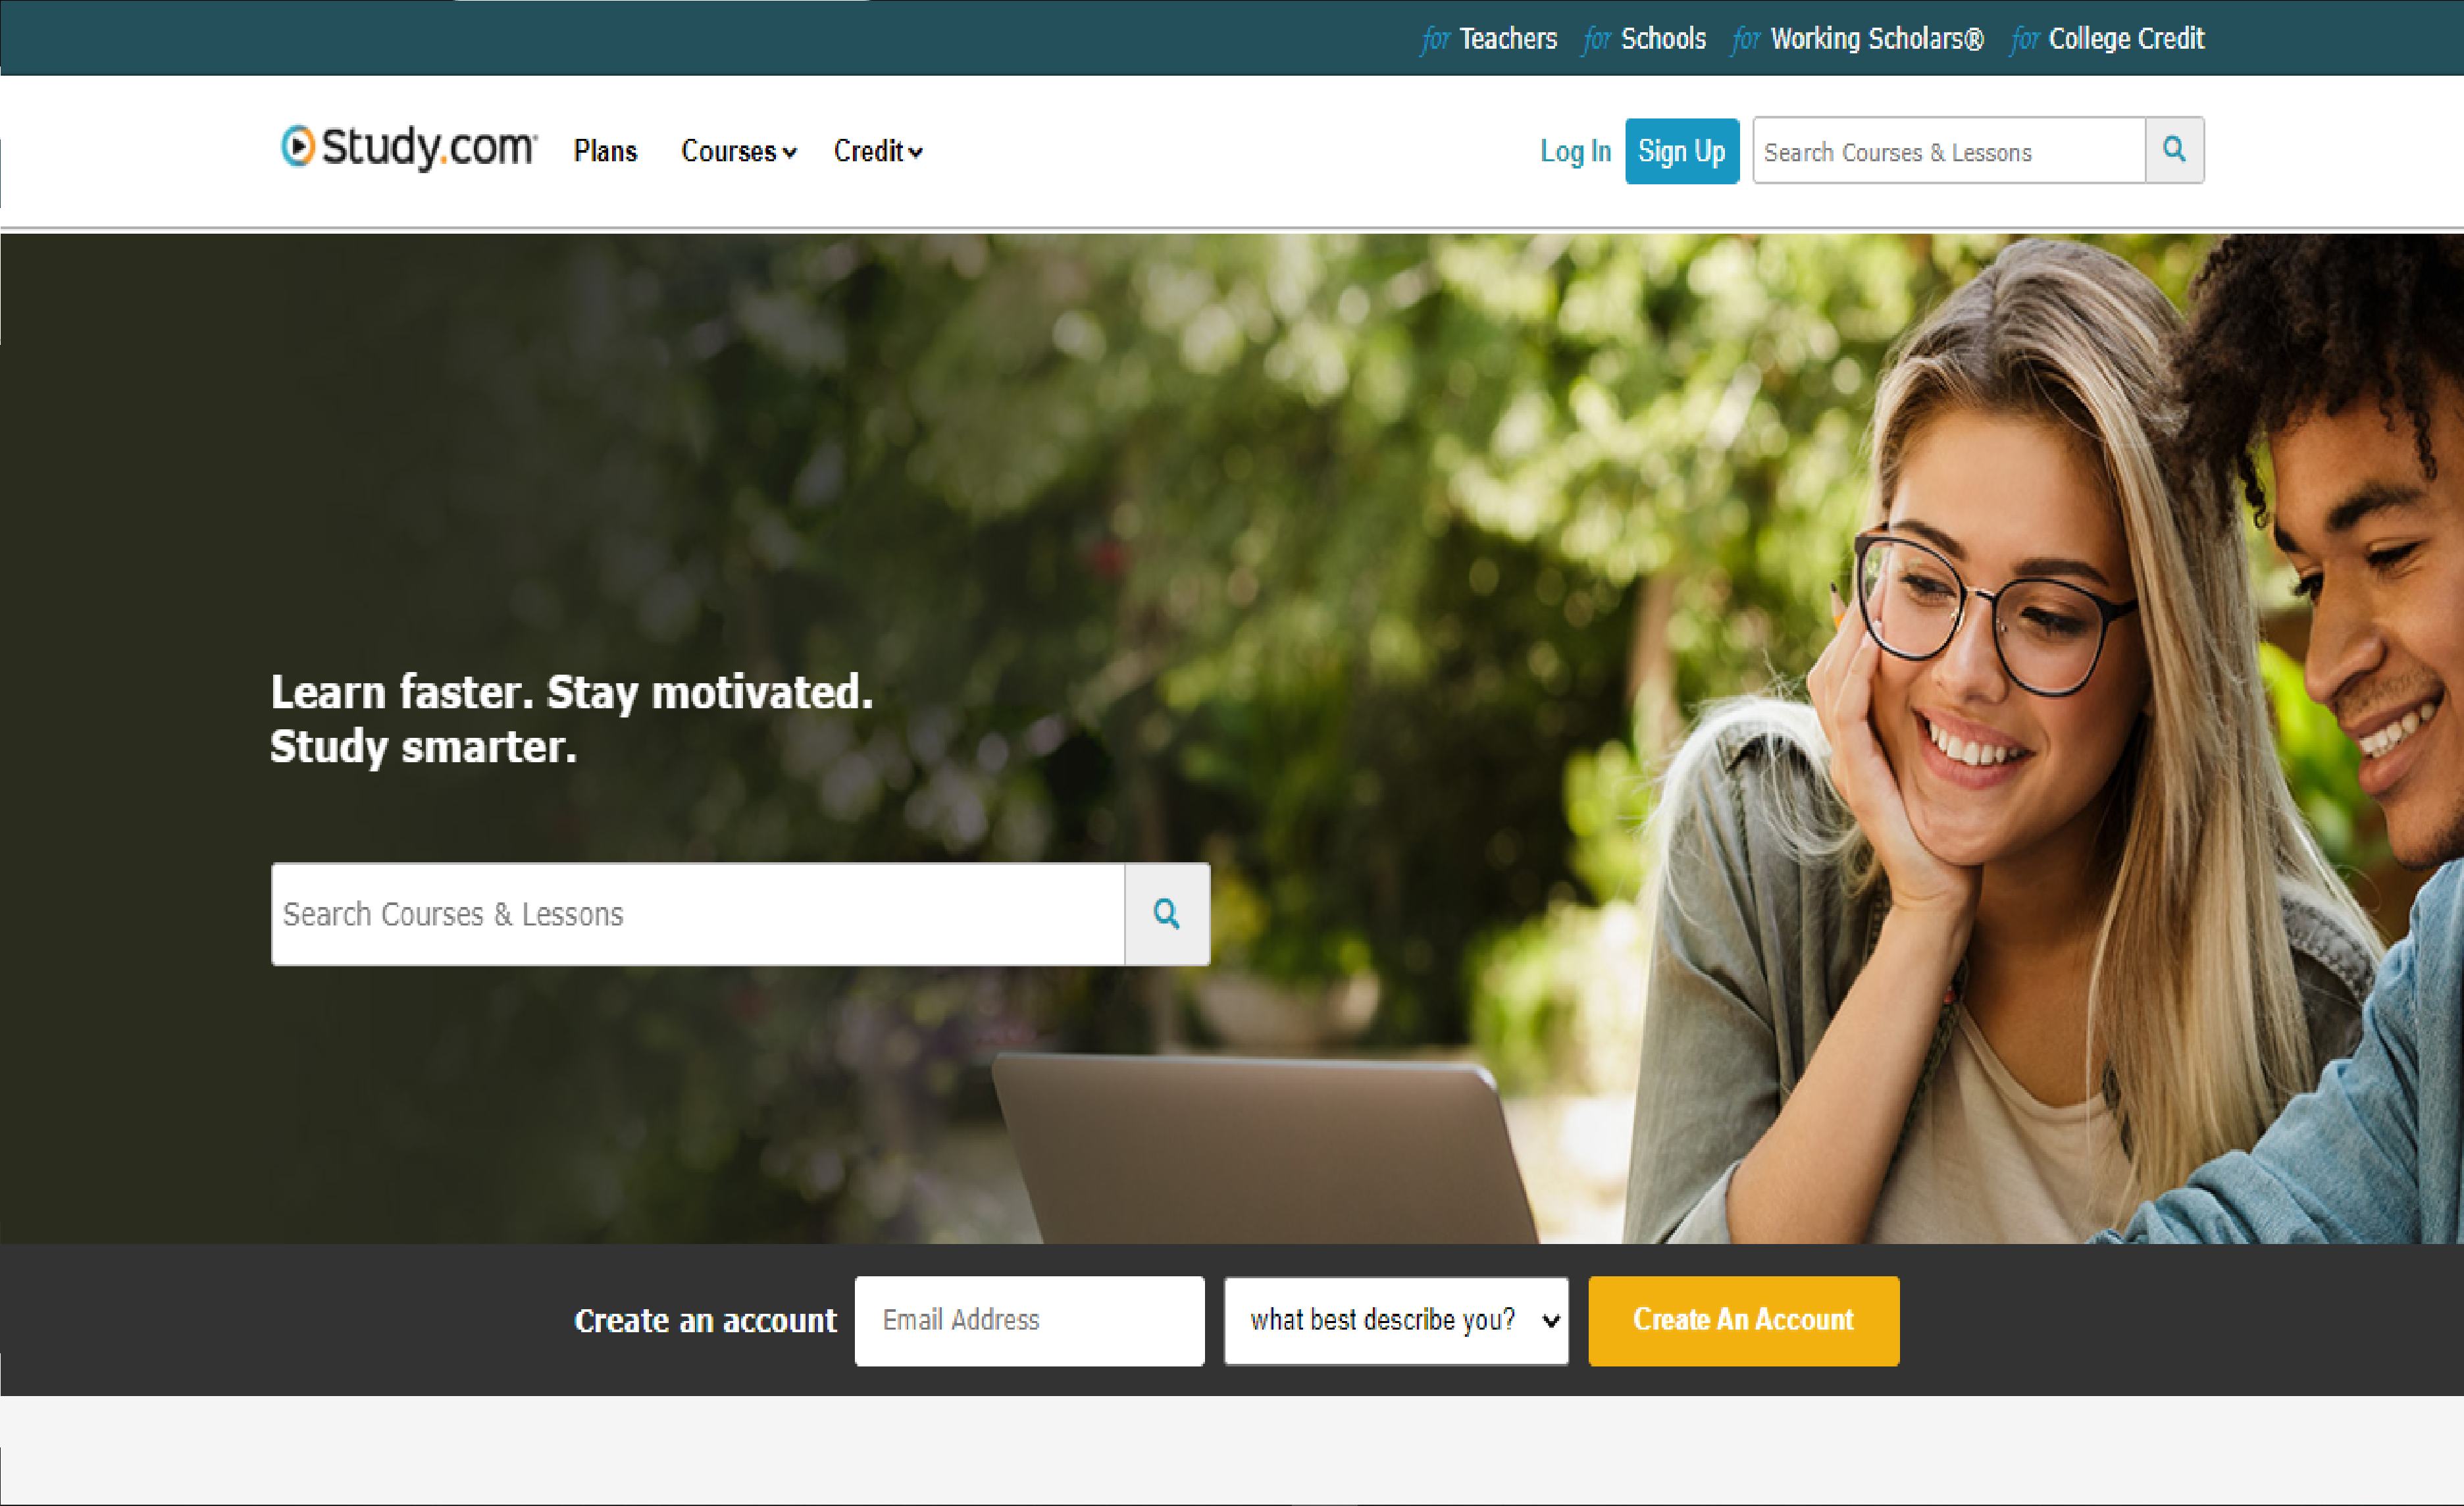 for Teachers for Schools for Working Scholars® for College Credit
Study.com Plans Courses Credit Log In Sign Up Search Courses & Lessons
Learn faster. Stay motivated.
Study smarter.
Search Courses & Lessons
Create an account Email Address what best describe you? Create An Account